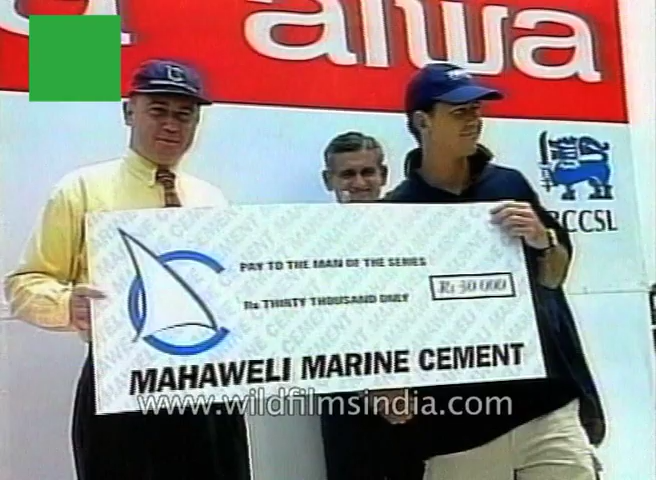 aiwa
BCCSL
PAY TO THE MAN OF THE SERIES
Rs THIRTY THOUSAND ONLY
Rs 30 000
MAHAWELI MARINE CEMENT
www.wildfilmsindia.com